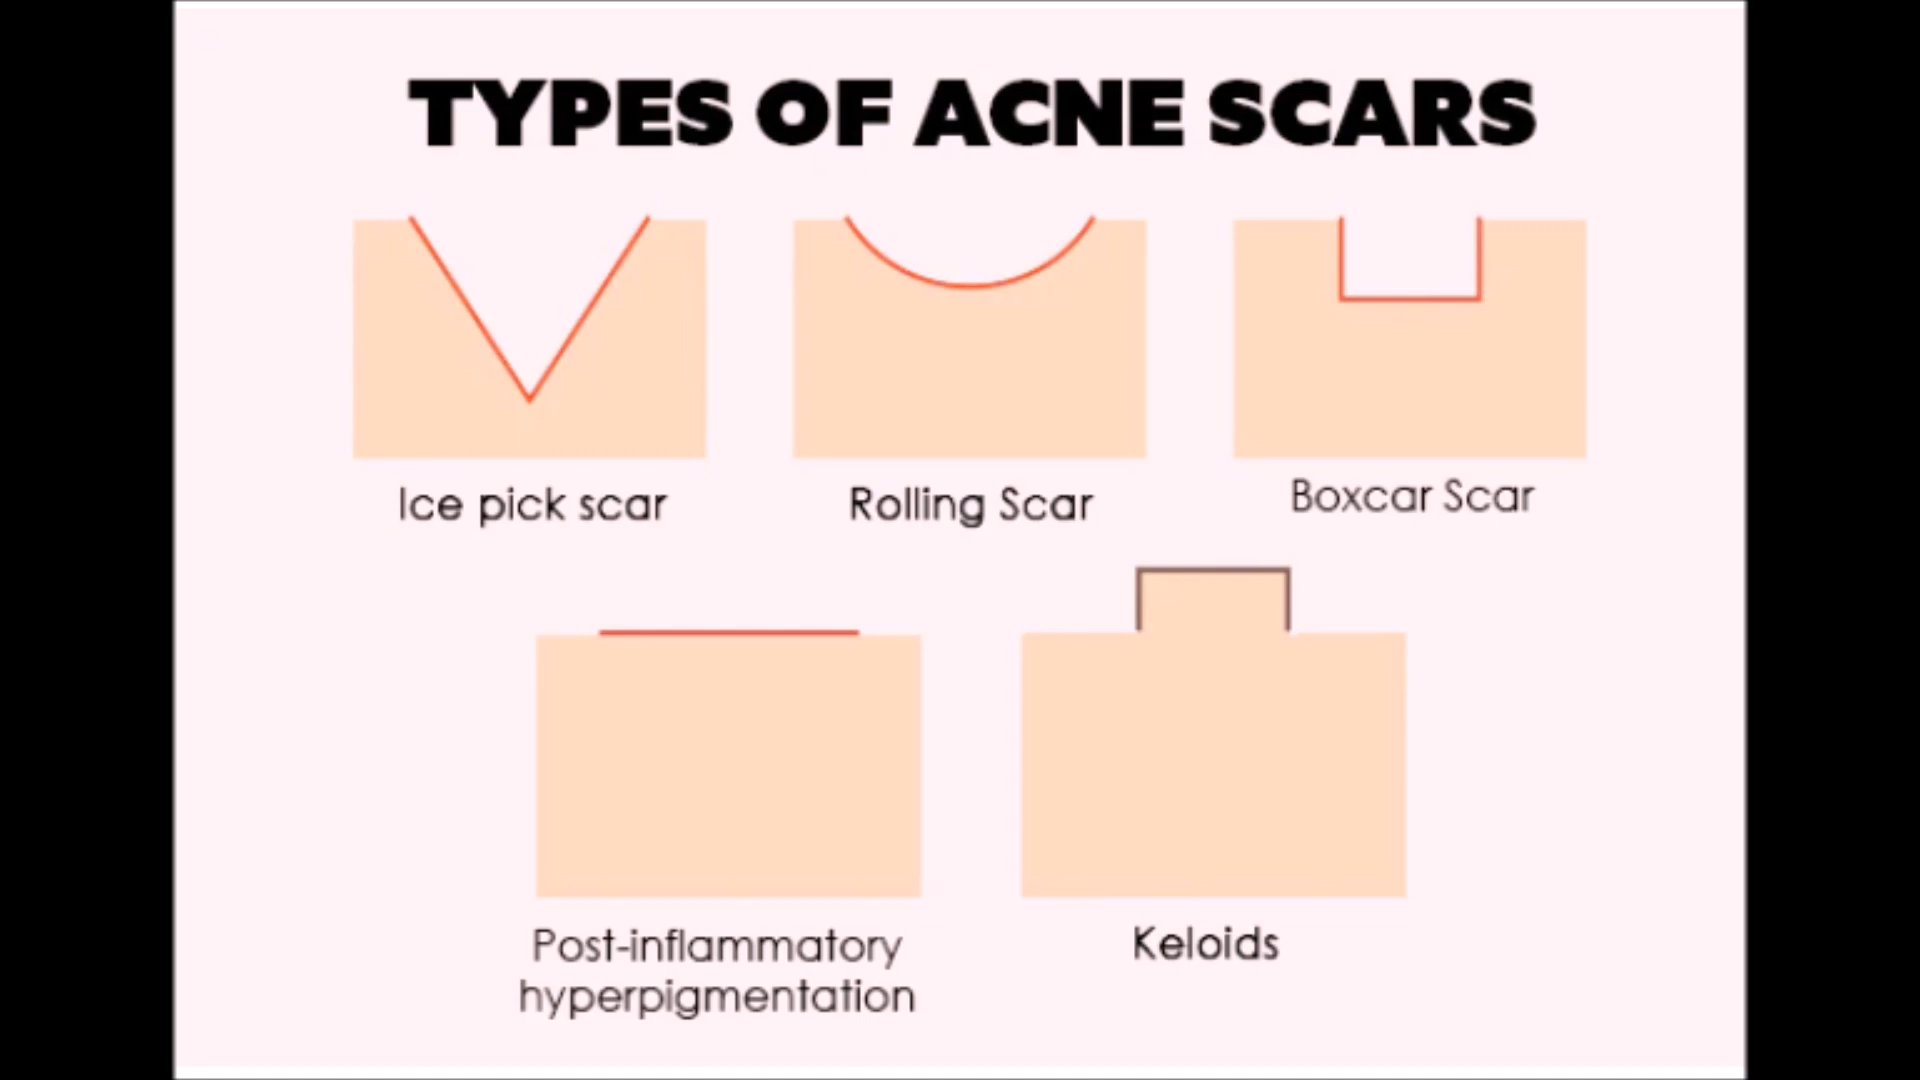 TYPES OF ACNE SCARS
Ice pick scar
Rolling Scar
Boxcar Scar
Post-inflammatory
hyperpigmentation
Keloids